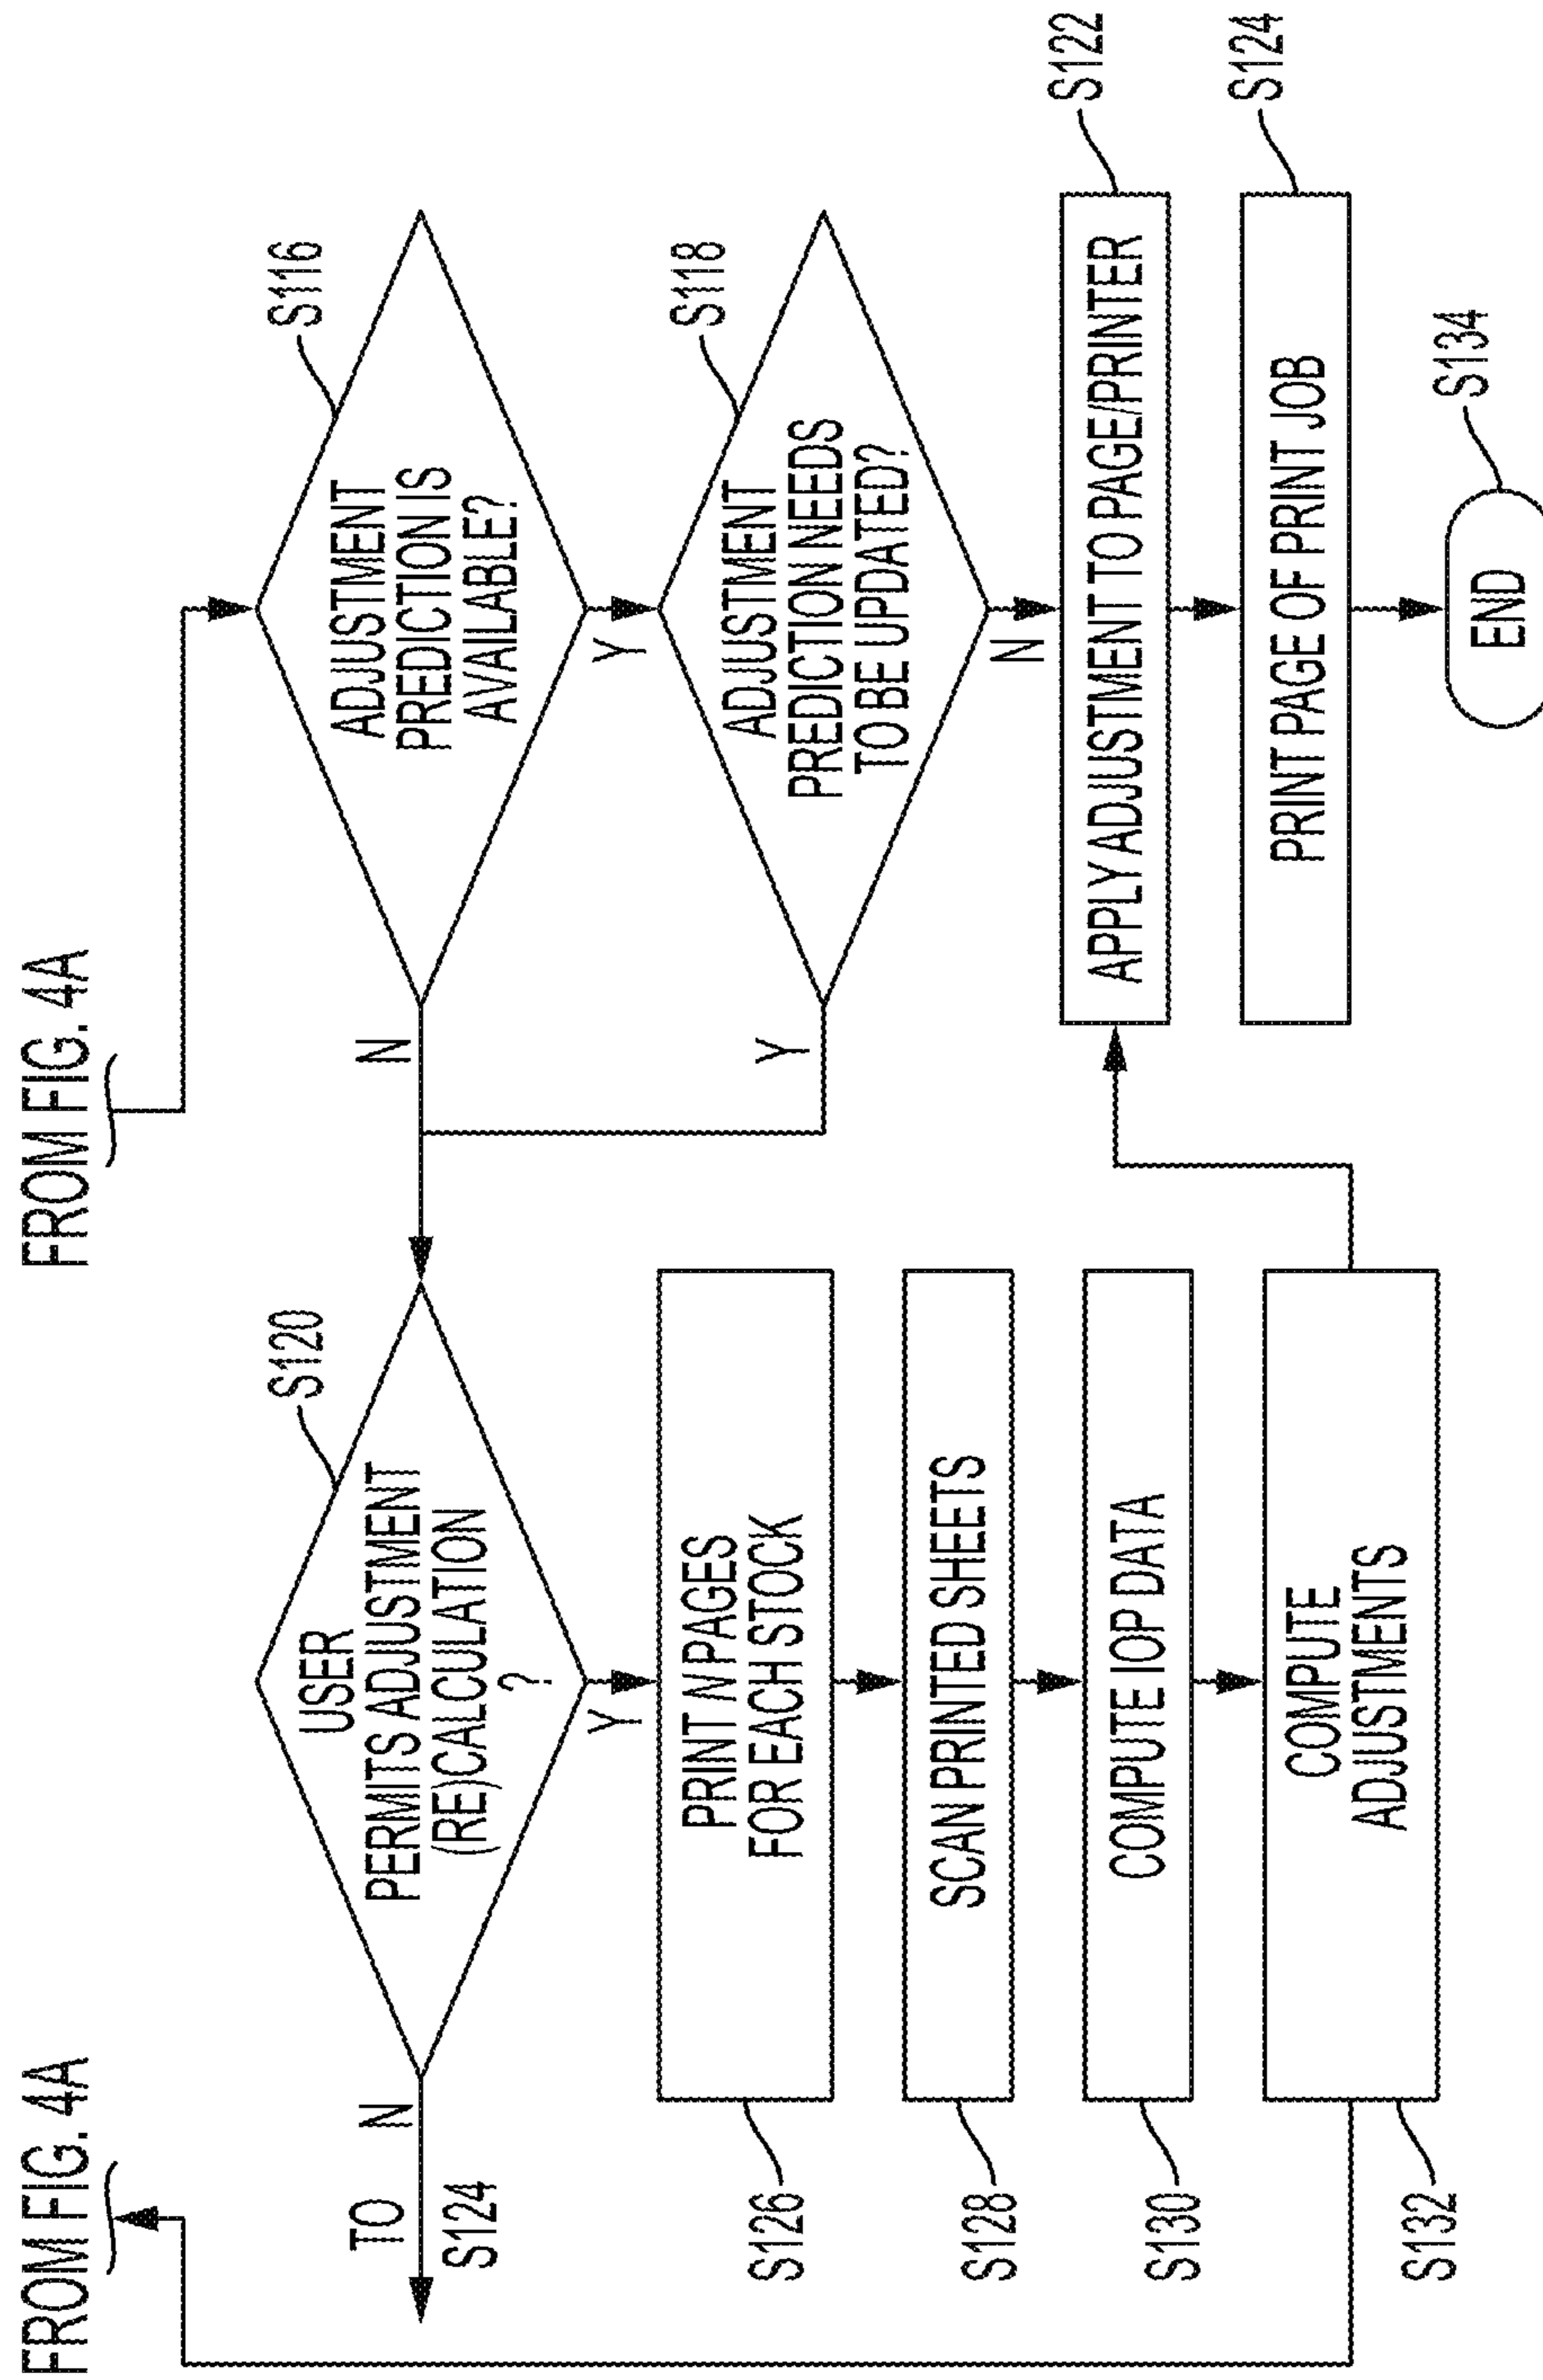 FROM FIG. 4A
FROM FIG. 4A
ADJUSTMENT
PREDICTION IS
AVAILABLE?
S116
N
Y
ADJUSTMENT
PREDICTION NEEDS
TO BE UPDATED?
S118
Y
N
APPLY ADJUSTMENT TO PAGE/PRINTER
S122
PRINT PAGE OF PRINT JOB
S124
END
S134
USER
PERMITS ADJUSTMENT
(RE)CALCULATION
?
S120
N
TO
S124
Y
PRINT N PAGES
FOR EACH STOCK
S126
SCAN PRINTED SHEETS
S128
COMPUTE IOP DATA
S130
COMPUTE
ADJUSTMENTS
S132